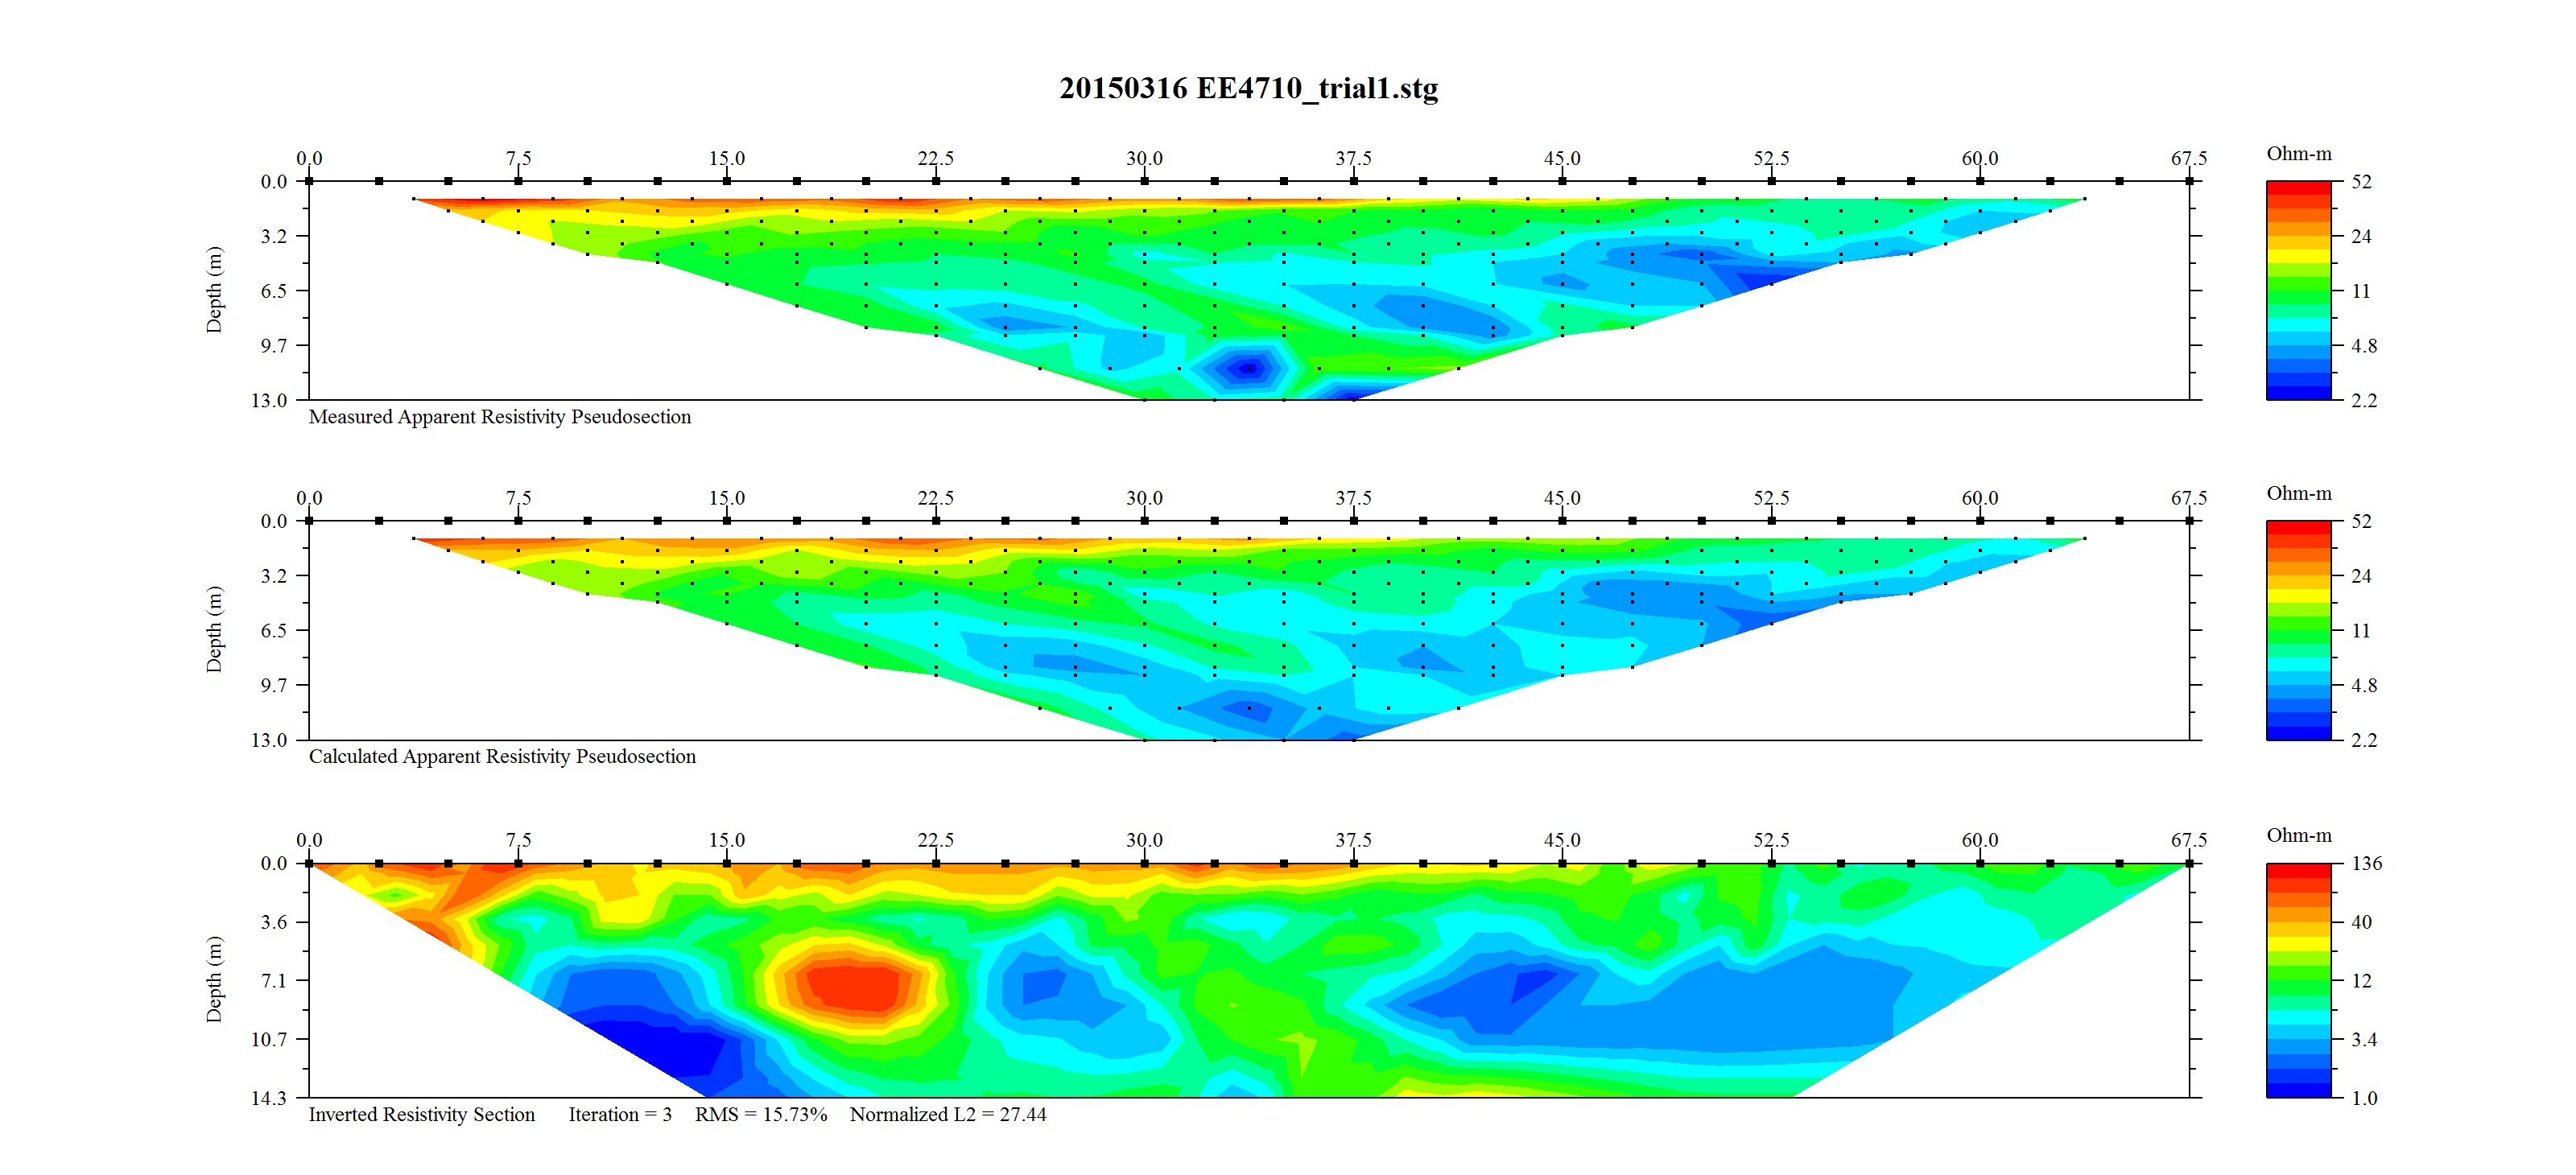 20150316 EE4710_trial1.stg
0.0 7.5 15.0 22.5 30.0 37.5 45.0 52.5 60.0 67.5 Ohm-m
0.0 52
3.2 24
6.5 11
9.7 4.8
13.0 2.2
Depth (m)
Measured Apparent Resistivity Pseudosection
0.0 7.5 15.0 22.5 30.0 37.5 45.0 52.5 60.0 67.5 Ohm-m
0.0 52
3.2 24
6.5 11
9.7 4.8
13.0 2.2
Depth (m)
Calculated Apparent Resistivity Pseudosection
0.0 7.5 15.0 22.5 30.0 37.5 45.0 52.5 60.0 67.5 Ohm-m
0.0 136
3.6 40
7.1 12
10.7 3.4
14.3 1.0
Depth (m)
Inverted Resistivity Section Iteration = 3 RMS = 15.73% Normalized L2 = 27.44